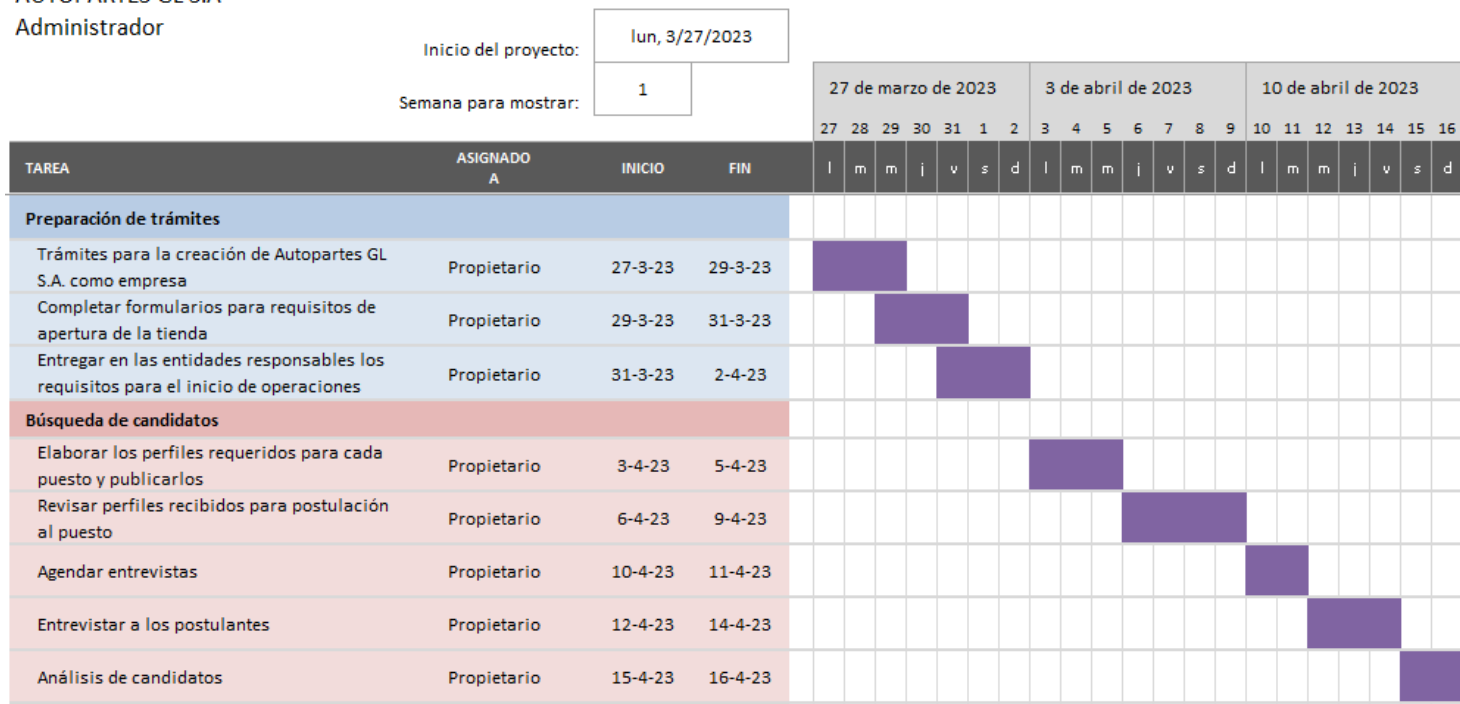 Administrador
Inicio del proyecto: lun, 3/27/2023
Semana para mostrar: 1
27 de marzo de 2023 3 de abril de 2023 10 de abril de 2023
27 28 29 30 31 1 2 3 4 5 6 7 8 9 10 11 12 13 14 15 16
TAREA ASIGNADO A INICIO FIN l m m j v s d l m m j v s d l m m j v s d
Preparación de trámites
Trámites para la creación de Autopartes GL
S.A. como empresa
Propietario 27-3-23 29-3-23
Completar formularios para requisitos de
apertura de la tienda
Propietario 29-3-23 31-3-23
Entregar en las entidades responsables los
requisitos para el inicio de operaciones
Propietario 31-3-23 2-4-23
Búsqueda de candidatos
Elaborar los perfiles requeridos para cada
puesto y publicarlos
Propietario 3-4-23 5-4-23
Revisar perfiles recibidos para postulación
al puesto
Propietario 6-4-23 9-4-23
Agendar entrevistas Propietario 10-4-23 11-4-23
Entrevistar a los postulantes Propietario 12-4-23 14-4-23
Análisis de candidatos Propietario 15-4-23 16-4-23